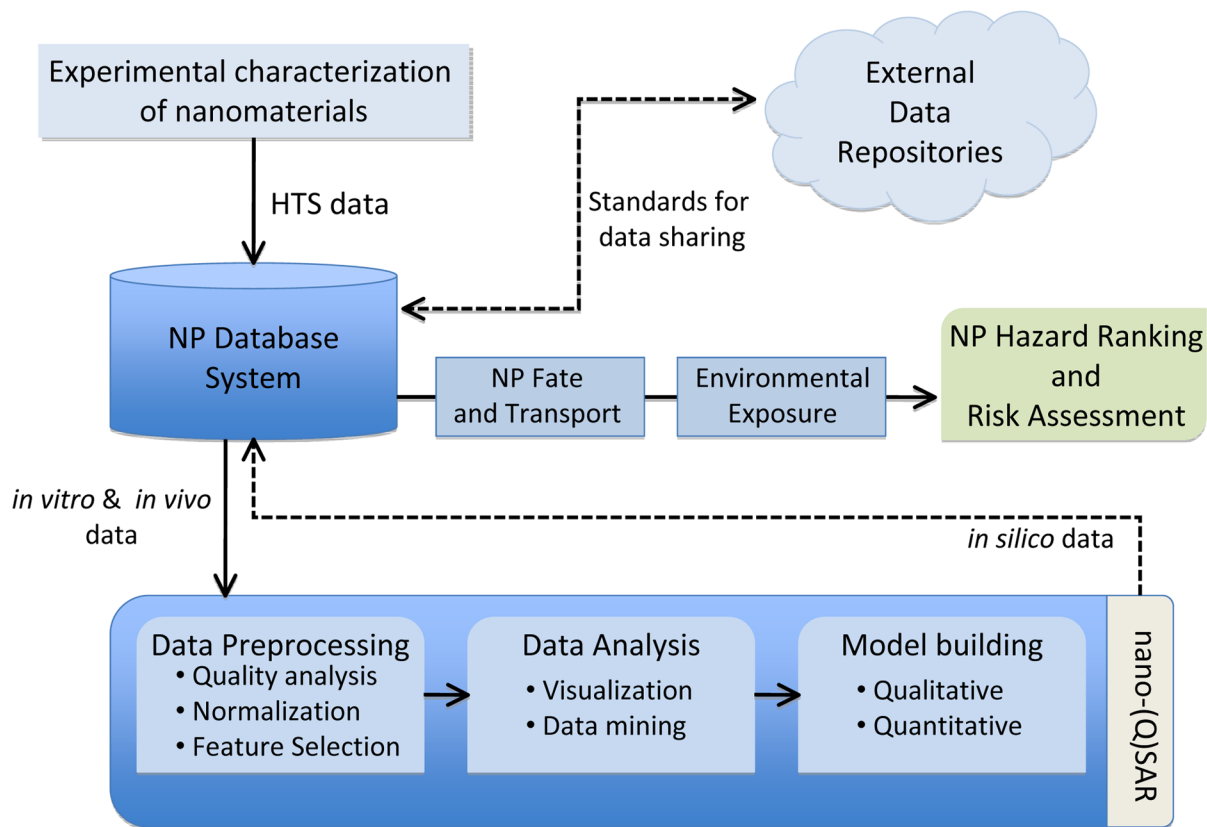 Experimental characterization
of nanomaterials
External
Data
Repositories
HTS data
Standards for
data sharing
NP Database
System
NP Fate
and Transport
Environmental
Exposure
NP Hazard Ranking
and
Risk Assessment
in vitro & in vivo
data
in silico data
Data Preprocessing
• Quality analysis
• Normalization
• Feature Selection
Data Analysis
• Visualization
• Data mining
Model building
• Qualitative
• Quantitative
nano-(Q)SAR